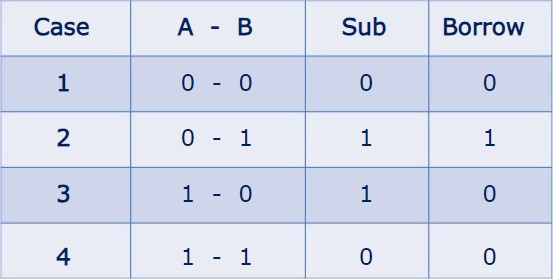 Case A - B Sub Borrow
1 0 - 0 0 0
2 0 - 1 1 1
3 1 - 0 1 0
4 1 - 1 0 0